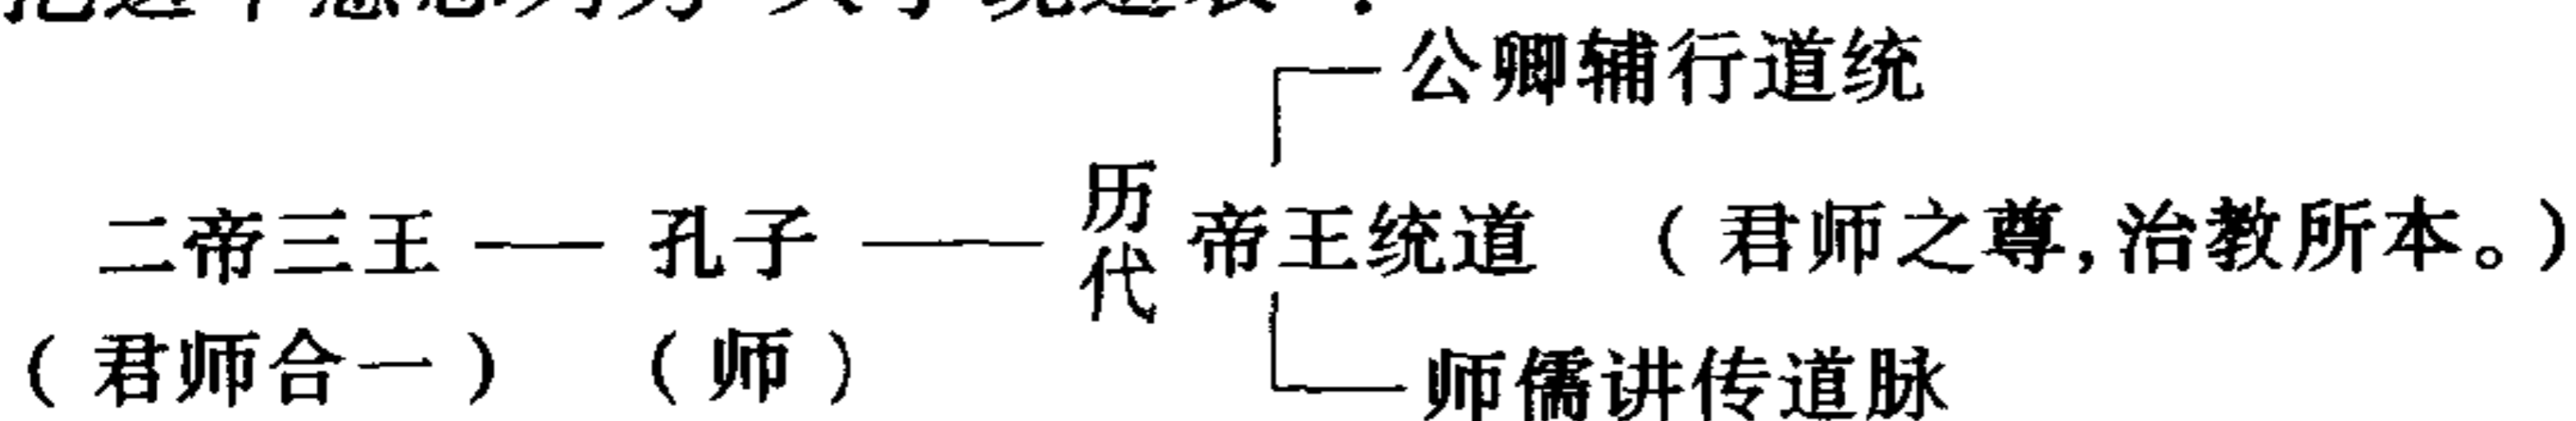 公卿辅行道统
二帝三王 —— 孔子 —— 历代 帝王统道 （君师之尊，治教所本。）
（君师合一） （师）
师儒讲传道脉